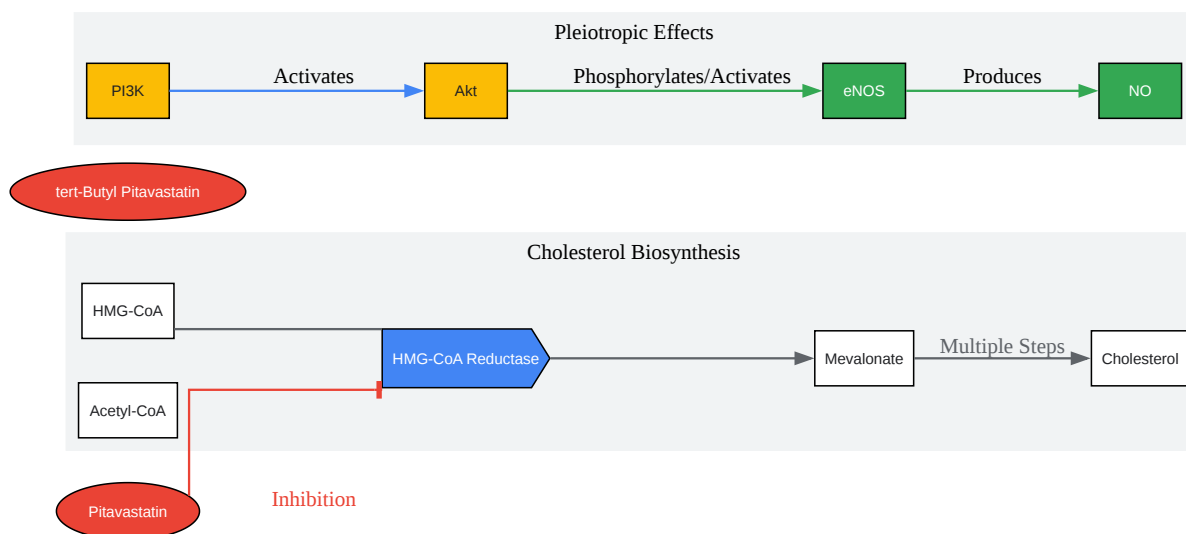 Pleiotropic Effects
PI3K
Activates
Akt
Phosphorylates/Activates
eNOS
Produces
NO
tert-Butyl Pitavastatin
Cholesterol Biosynthesis
HMG-CoA
HMG-CoA Reductase
Mevalonate
Multiple Steps
Cholesterol
Acetyl-CoA
Pitavastatin
Inhibition